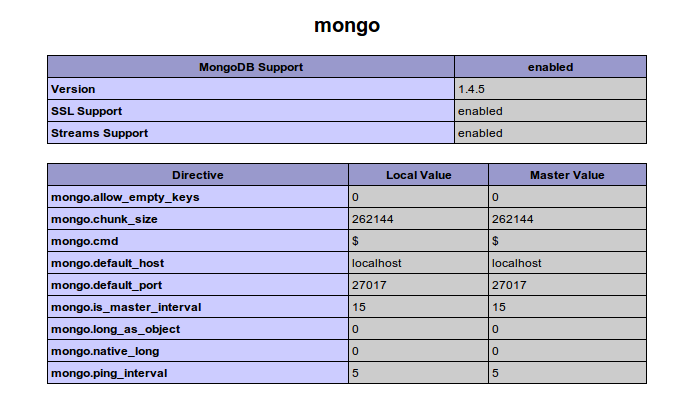 mongo
MongoDB Support enabled
Version 1.4.5
SSL Support enabled
Streams Support enabled
Directive Local Value Master Value
mongo.allow_empty_keys 0 0
mongo.chunk_size 262144 262144
mongo.cmd $ $
mongo.default_host localhost localhost
mongo.default_port 27017 27017
mongo.is_master_interval 15 15
mongo.long_as_object 0 0
mongo.native_long 0 0
mongo.ping_interval 5 5